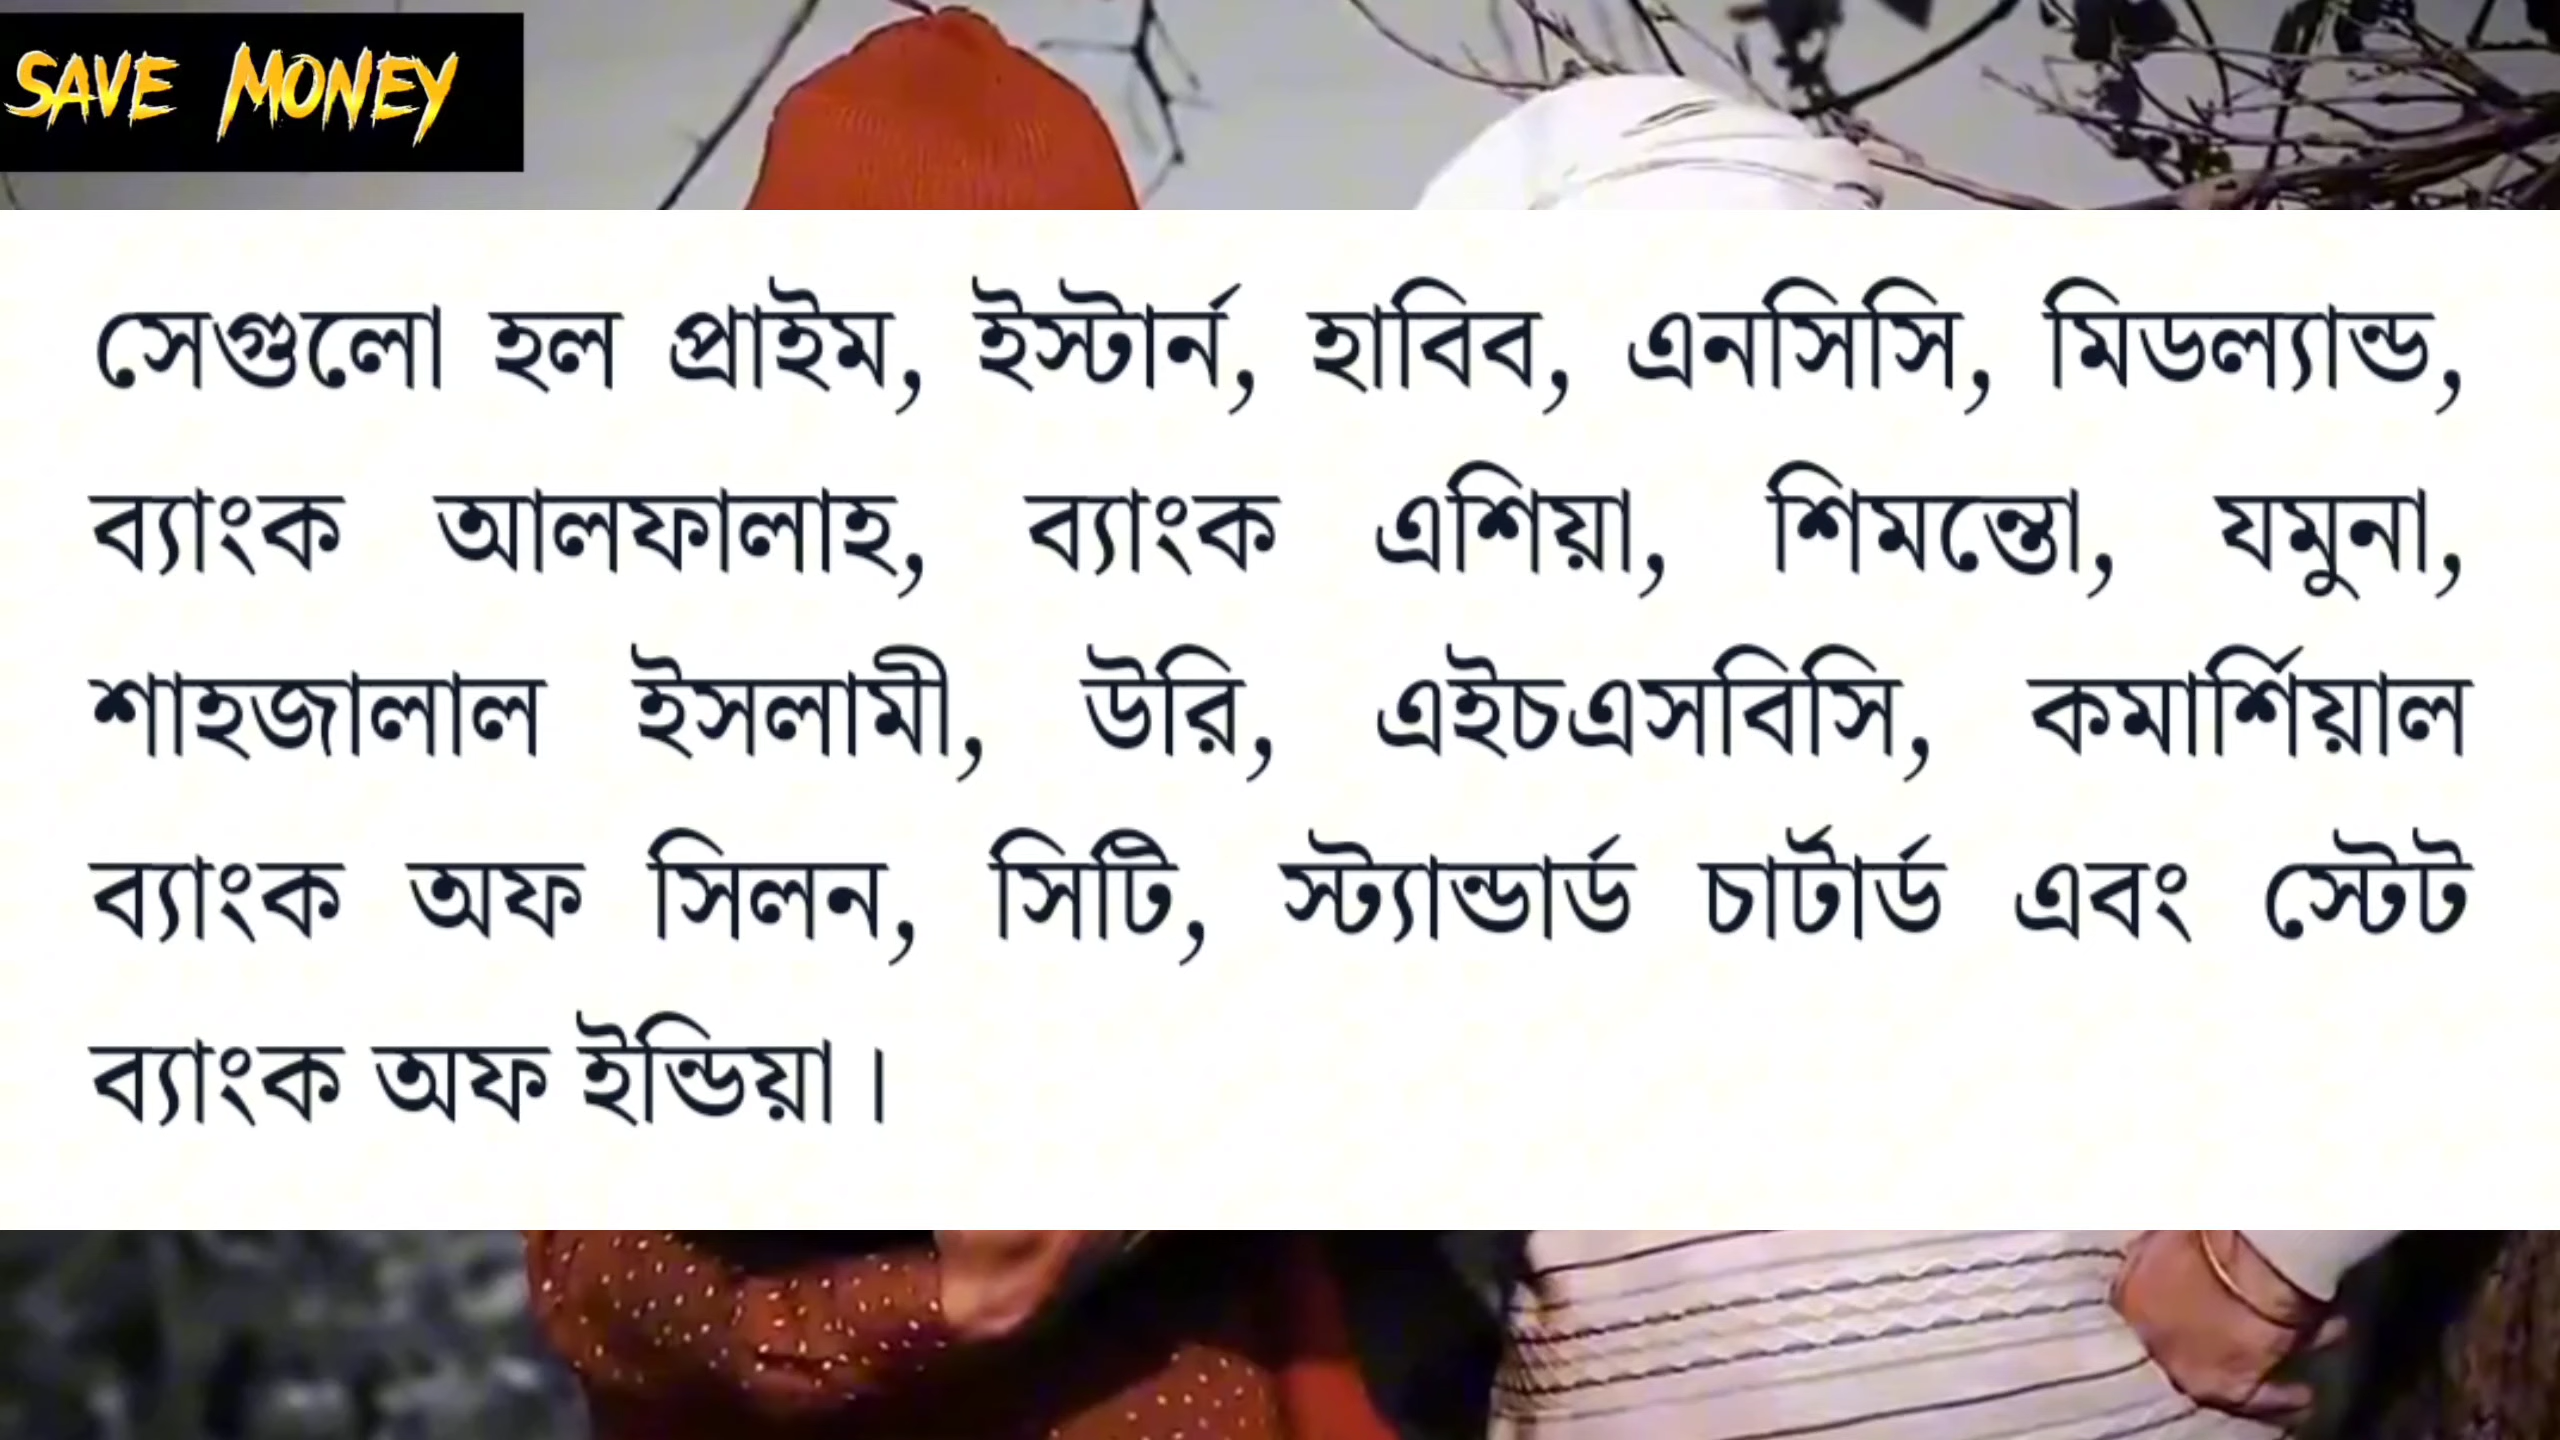 SAVE MONEY
সেগুলো হল প্রাইম, ইস্টার্ন, হাবিব, এনসিসি, মিডল্যান্ড,
ব্যাংক আলফালাহ, ব্যাংক এশিয়া, শিমন্তো, যমুনা,
শাহজালাল ইসলামী, উরি, এইচএসবিসি, কমার্শিয়াল
ব্যাংক অফ সিলন, সিটি, স্ট্যান্ডার্ড চার্টার্ড এবং স্টেট
ব্যাংক অফ ইন্ডিয়া।